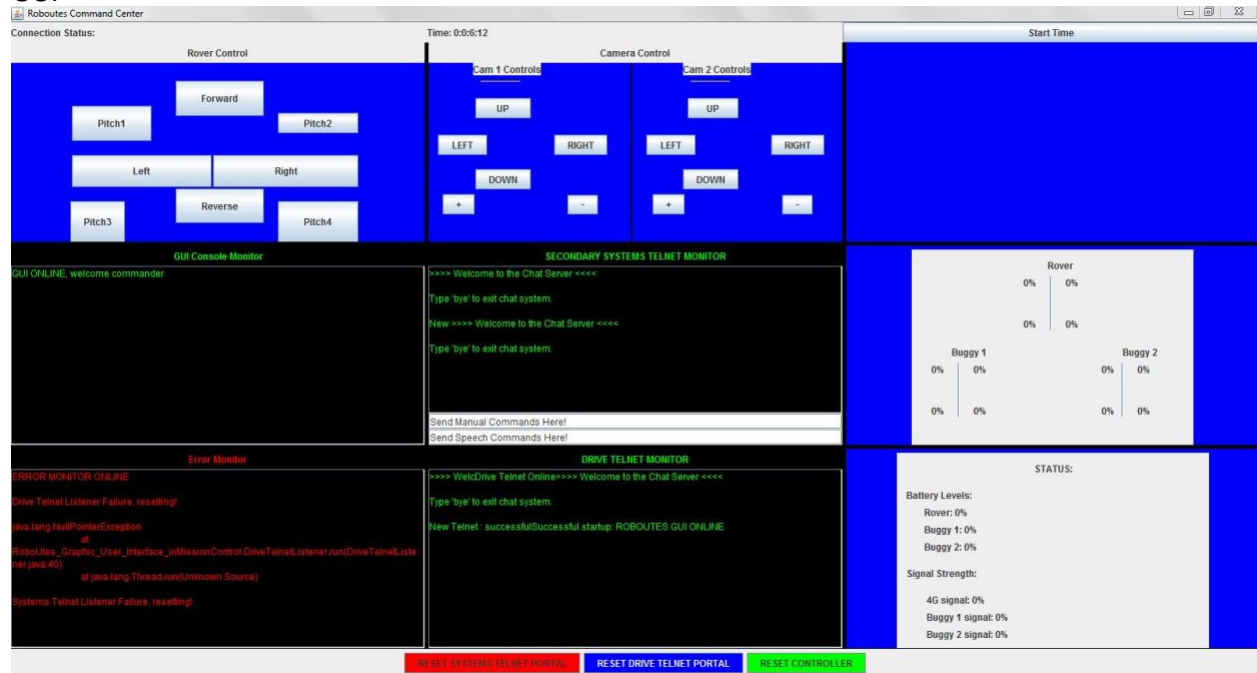 Roboutes Command Center
Connection Status:
Time: 0:0:6:12
Start Time
Rover Control
Forward
Pitch1
Pitch2
Left
Right
Reverse
Pitch3
Pitch4
Camera Control
Cam 1 Controls
UP
LEFT
RIGHT
DOWN
+
-
Cam 2 Controls
UP
LEFT
RIGHT
DOWN
+
-
GUI Console Monitor
GUI ONLINE, welcome commander
SECONDARY SYSTEMS TELNET MONITOR
>>>> Welcome to the Chat Server <<<<
Type 'bye' to exit chat system.
New >>>> Welcome to the Chat Server <<<<
Type 'bye' to exit chat system.
Send Manual Commands Here!
Send Speech Commands Here!
Rover
0% 0%
0% 0%
Buggy 1
0% 0%
0% 0%
Buggy 2
0% 0%
0% 0%
Error Monitor
ERROR MONITOR ONLINE
Drive Telnet Listener Failure, resetting!
java.lang.NullPointerException
at
RoboUtes_Graphic_User_Interface_inMissionControl.DriveTelnetListener.run(DriveTelnetListe
ner.java:40)
at java.lang.Thread.run(Unknown Source)
Systems Telnet Listener Failure, resetting!
DRIVE TELNET MONITOR
>>>> WelcDrive Telnet Online>>>> Welcome to the Chat Server <<<<
Type 'bye' to exit chat system.
New Telnet : successfulSuccessful startup: ROBOUTES GUI ONLINE
STATUS:
Battery Levels:
Rover: 0%
Buggy 1: 0%
Buggy 2: 0%
Signal Strength:
4G signal: 0%
Buggy 1 signal: 0%
Buggy 2 signal: 0%
RESET SYSTEMS TELNET PORTAL
RESET DRIVE TELNET PORTAL
RESET CONTROLLER